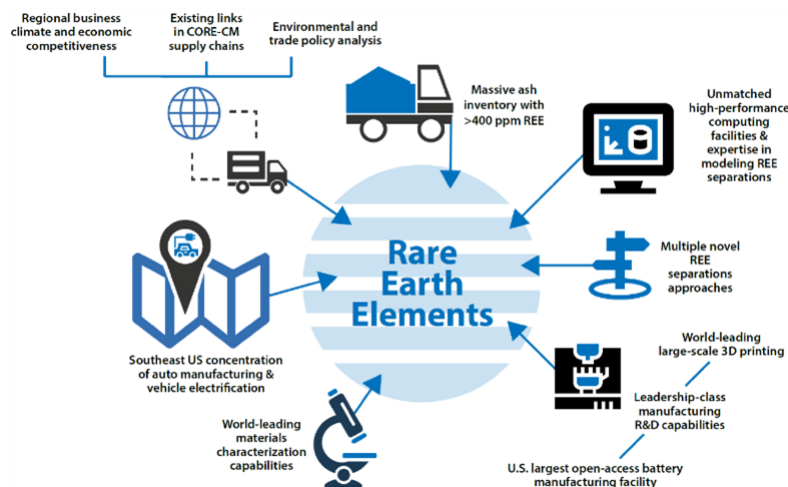 Regional business
climate and economic
competitiveness
Existing links
in CORE-CM
supply chains
Environmental and
trade policy analysis
Massive ash
inventory with
>400 ppm REE
Unmatched
high-performance
computing
facilities &
expertise in
modeling REE
separations
Rare
Earth
Elements
Multiple novel
REE
separations
approaches
Southeast US concentration
of auto manufacturing &
vehicle electrification
World-leading
large-scale 3D printing
Leadership-class
manufacturing
R&D capabilities
World-leading
materials
characterization
capabilities
U.S. largest open-access battery
manufacturing facility